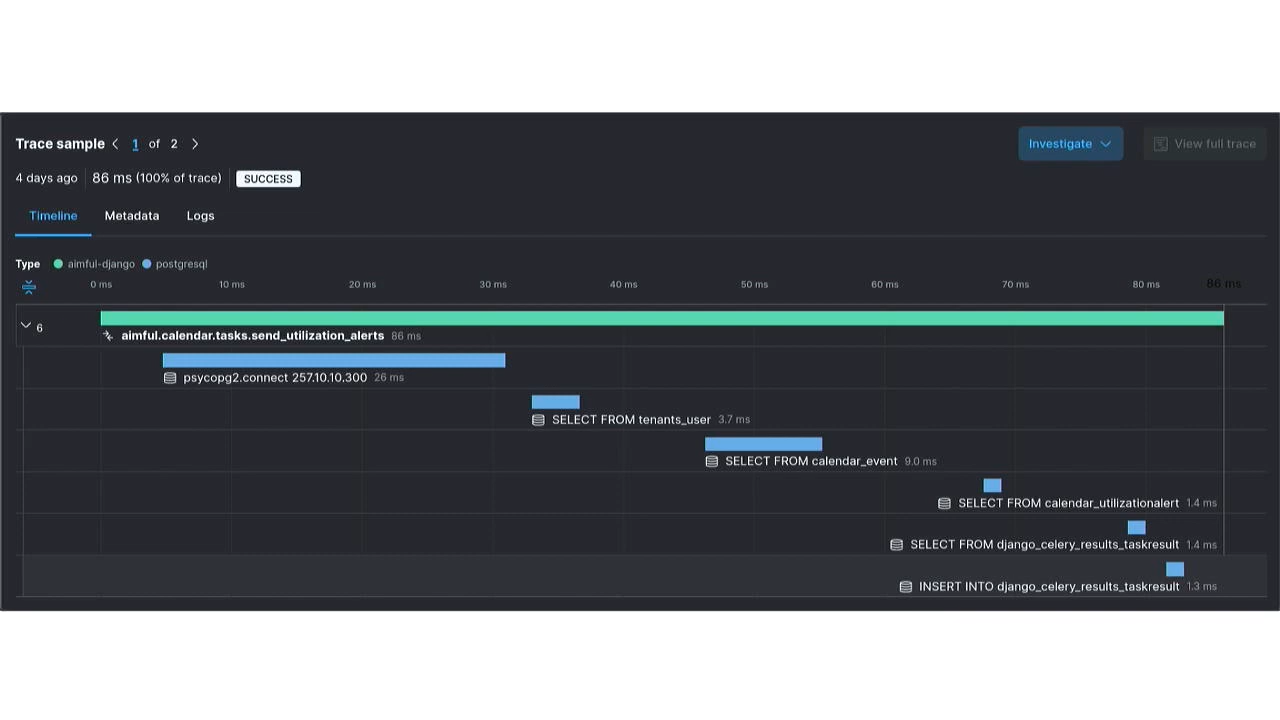 Trace sample 1 of 2 Investigate View full trace
4 days ago 86 ms (100% of trace) SUCCESS
Timeline Metadata Logs
Type aimful-django postgresql
0 ms 10 ms 20 ms 30 ms 40 ms 50 ms 60 ms 70 ms 80 ms 86 ms
6
aimful.calendar.tasks.send_utilization_alerts 86 ms
psycopg2.connect 257.10.10.300 26 ms
SELECT FROM tenants_user 3.7 ms
SELECT FROM calendar_event 9.0 ms
SELECT FROM calendar_utilizationalert 1.4 ms
SELECT FROM django_celery_results_taskresult 1.4 ms
INSERT INTO django_celery_results_taskresult 1.3 ms